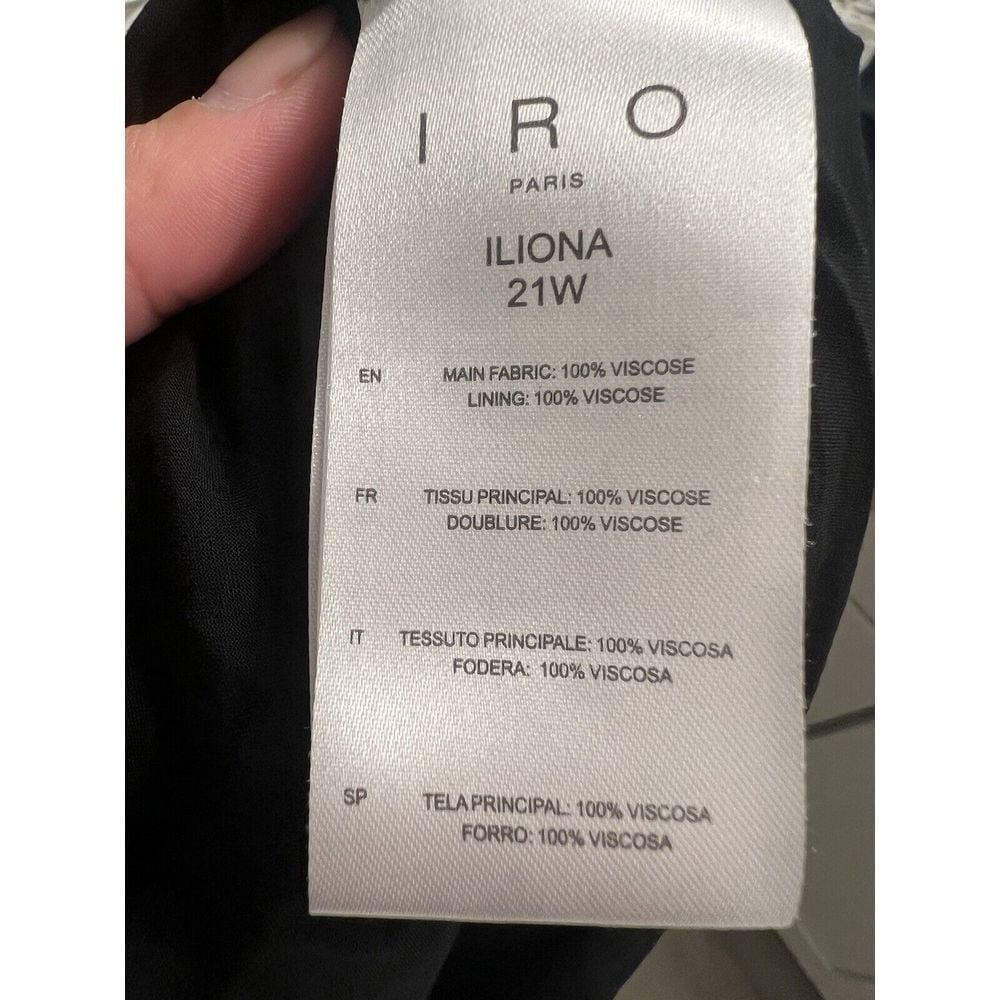 IRO
PARIS
ILIONA
21W
EN MAIN FABRIC: 100% VISCOSE
LINING: 100% VISCOSE
FR TISSU PRINCIPAL: 100% VISCOSE
DOUBLURE: 100% VISCOSE
IT TESSUTO PRINCIPALE: 100% VISCOSA
FODERA: 100% VISCOSA
SP TELA PRINCIPAL: 100% VISCOSA
FORRO: 100% VISCOSA